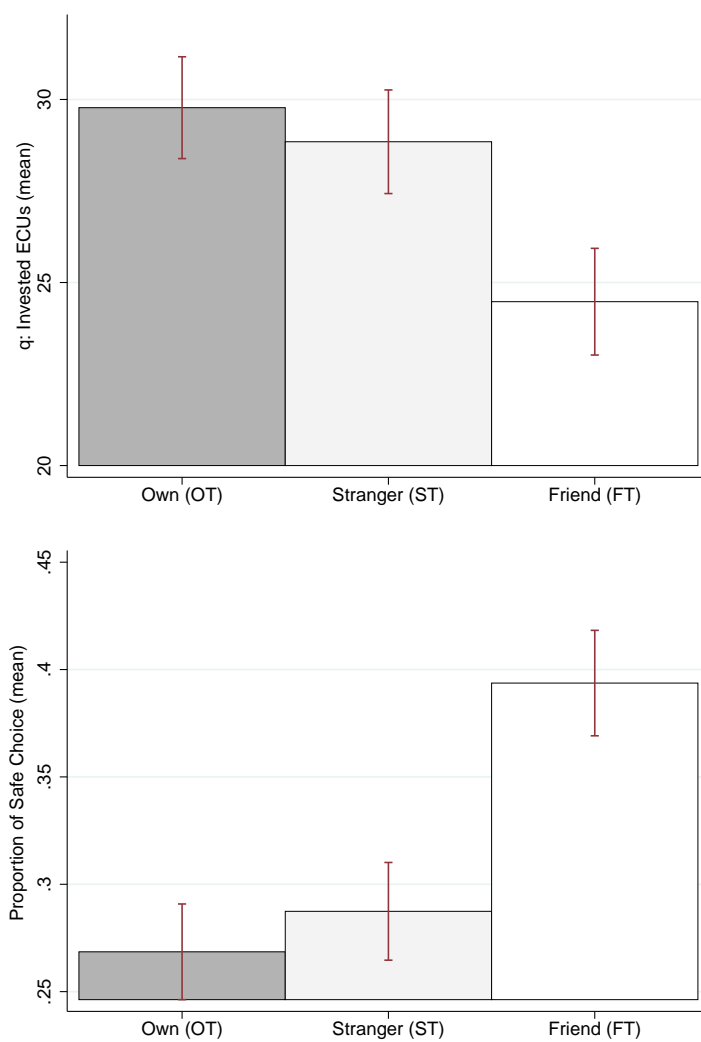 q: Invested ECUs (mean)
30
25
20
Own (OT) Stranger (ST) Friend (FT)
Proportion of Safe Choice (mean)
.45
.4
.35
.3
.25
Own (OT) Stranger (ST) Friend (FT)